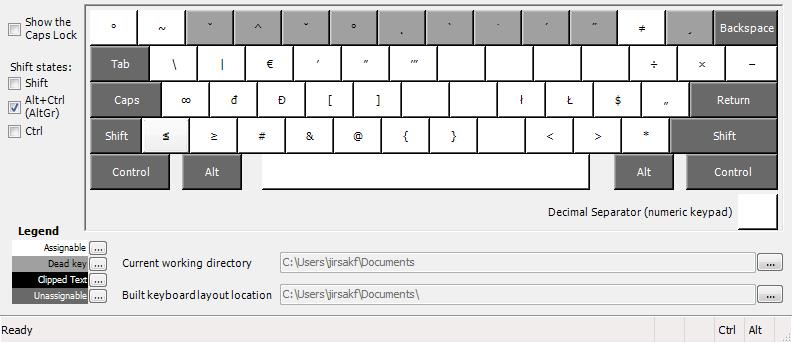 Show the
Caps Lock
Shift states:
Shift
Alt+Ctrl
(AltGr)
Ctrl
° ~ ˇ ^ ˘ ° ˛ ` ˙ ´ ˝ ≠ ¸ Backspace
Tab \ | € ′ ″ ‴ ÷ × −
Caps ∞ đ Đ [ ] ł Ł $ „ Return
Shift ≤ ≥ # & @ { } < > * Shift
Control Alt Alt Control
Decimal Separator (numeric keypad)
Legend
Assignable ...
Dead key ...
Clipped Text ...
Unassignable ...
Current working directory C:\Users\jirsakf\Documents ...
Built keyboard layout location C:\Users\jirsakf\Documents\ ...
Ready Ctrl Alt